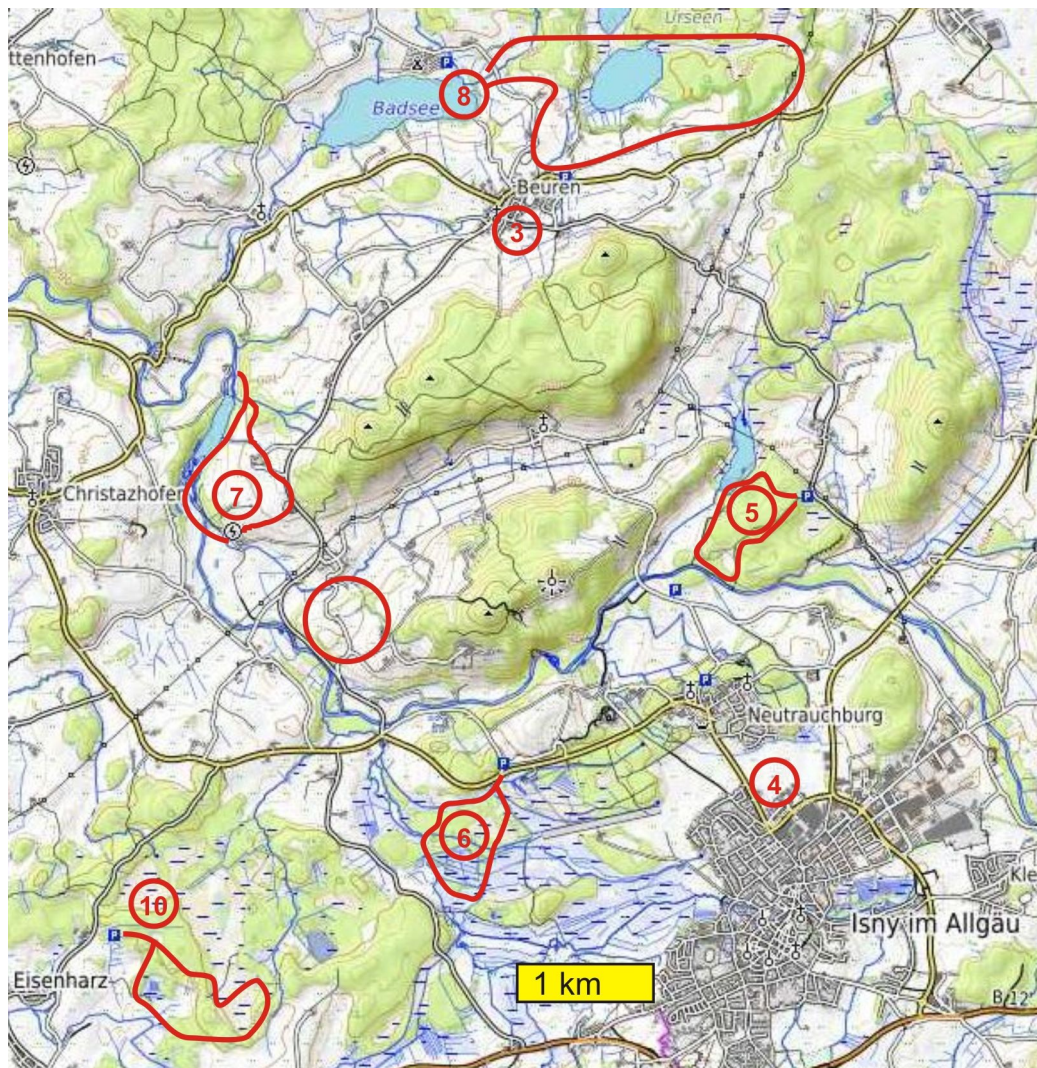 Urseen
ttenhofen
P
8
Badsee
P
Beuren
3
Christazhofen
7
5
P
P
P
Neutrauchburg
P
4
6
10
Kle
P
Isny im Allgäu
Eisenharz
1 km
B 12